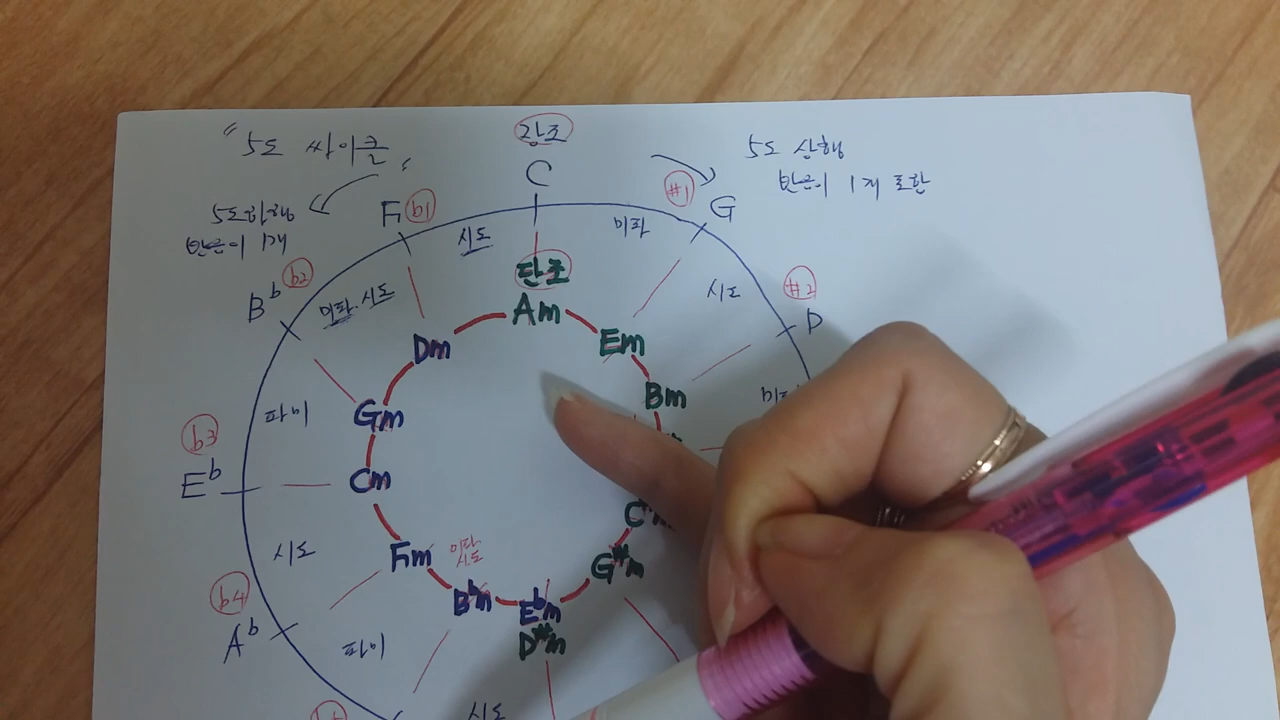 "5도 싸이클"
강조
C
5도 상행
반음이 1개 포함
5도하행
반음이 1개
F b1
#1 G
시도
미파
단조
Am
B♭ b2
미파.시도
시도
#2
D
Dm
Em
Bm
b3
E♭
파미
Gm
Cm
시도
Fm
미파
시도
B♭m
E♭m
D#m
G#m
b4
A♭
파미
시도